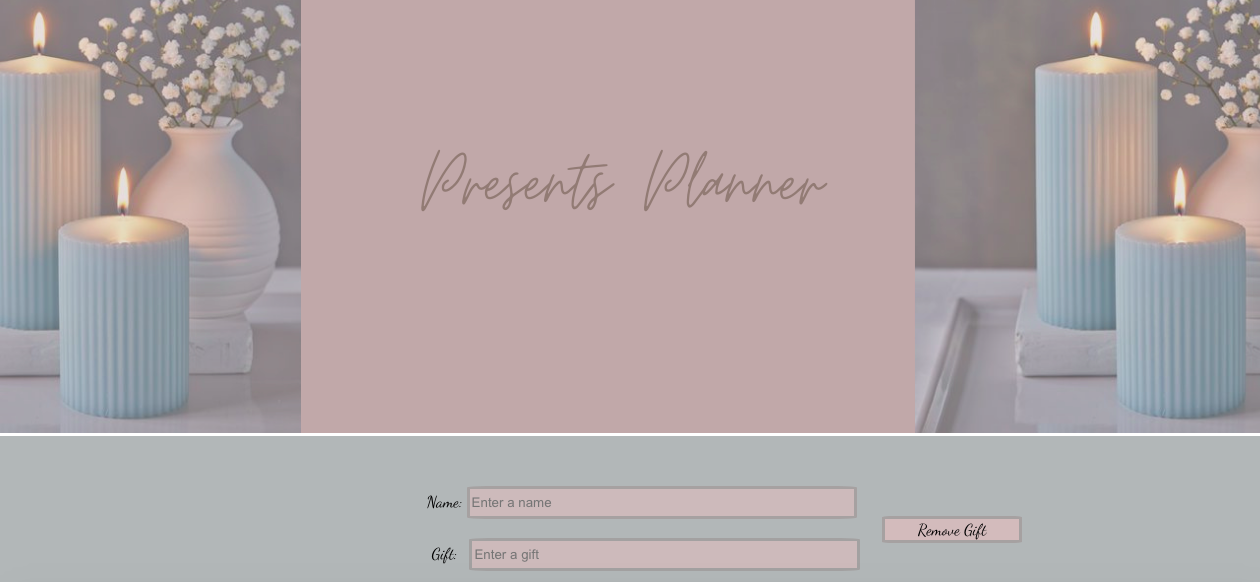 Presents Planner
Name: Enter a name
Remove Gift
Gift: Enter a gift